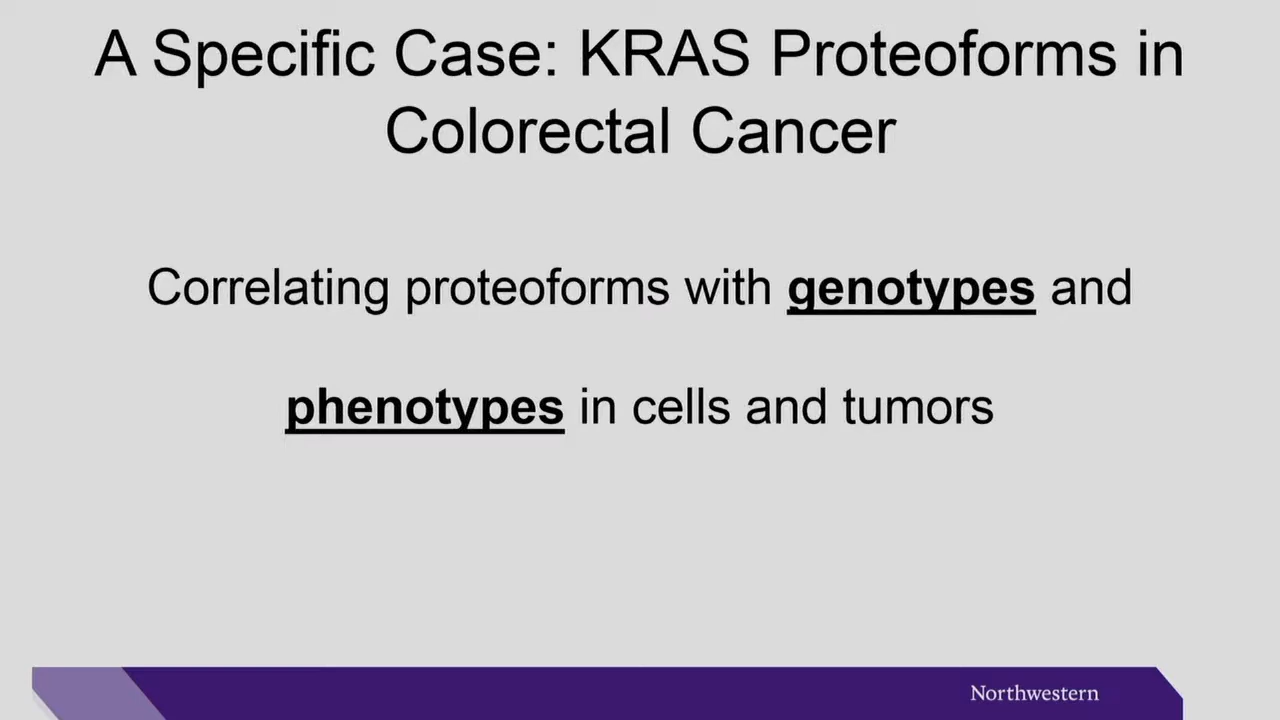 A Specific Case: KRAS Proteoforms in
Colorectal Cancer
Correlating proteoforms with genotypes and
phenotypes in cells and tumors
Northwestern